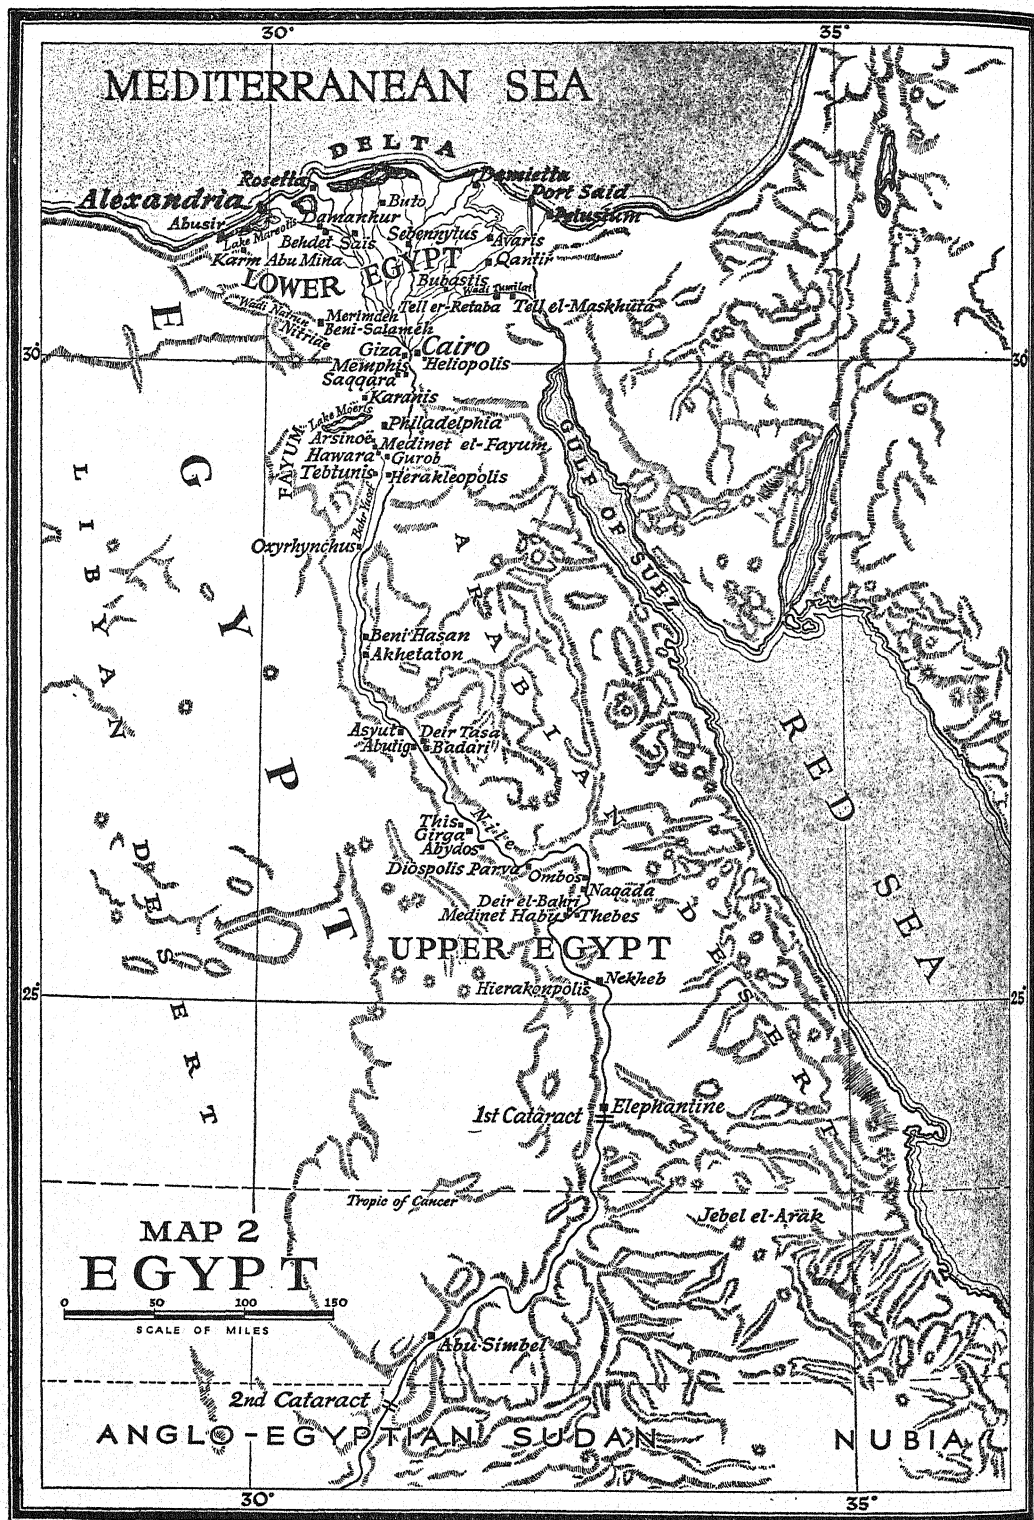 30°
35°
MEDITERRANEAN SEA
DELTA
Rosetta
Damietta
Alexandria
Port Said
Buto
Pelusium
Abusir
Damanhur
Lake Mareotis
Behdet
Sais
Sebennytus
Avaris
Karm Abu Mina
Qantir
LOWER EGYPT
Bubastis
Wadi Tumilat
Tell er-Retaba
Tell el-Maskhuta
Wadi Natrun
Nitriae
Merimdeh
Beni-Salameh
Giza
Cairo
30°
Memphis
Heliopolis
Saqqara
Karanis
Lake Moeris
Philadelphia
FAYUM
Arsinoë
Medinet el-Fayum
Hawara
Gurob
Tebtunis
Herakleopolis
GULF OF SUEZ
Bahr Yusef
Oxyrhynchus
EGYPT
LIBYAN DESERT
ARABIAN DESERT
Beni Hasan
Akhetaton
RED SEA
Asyut
Deir Tasa
Abutig
Badari
Nile
This
Girga
Abydos
Diospolis Parva
Ombos
Naqada
Deir el-Bahri
Medinet Habu
Thebes
UPPER EGYPT
Nekheb
Hierakonpolis
25°
25°
1st Cataract
Elephantine
Tropic of Cancer
Jebel el-Arak
MAP 2
EGYPT
0 50 100 150
SCALE OF MILES
Abu Simbel
2nd Cataract
ANGLO-EGYPTIAN SUDAN
NUBIA
30°
35°